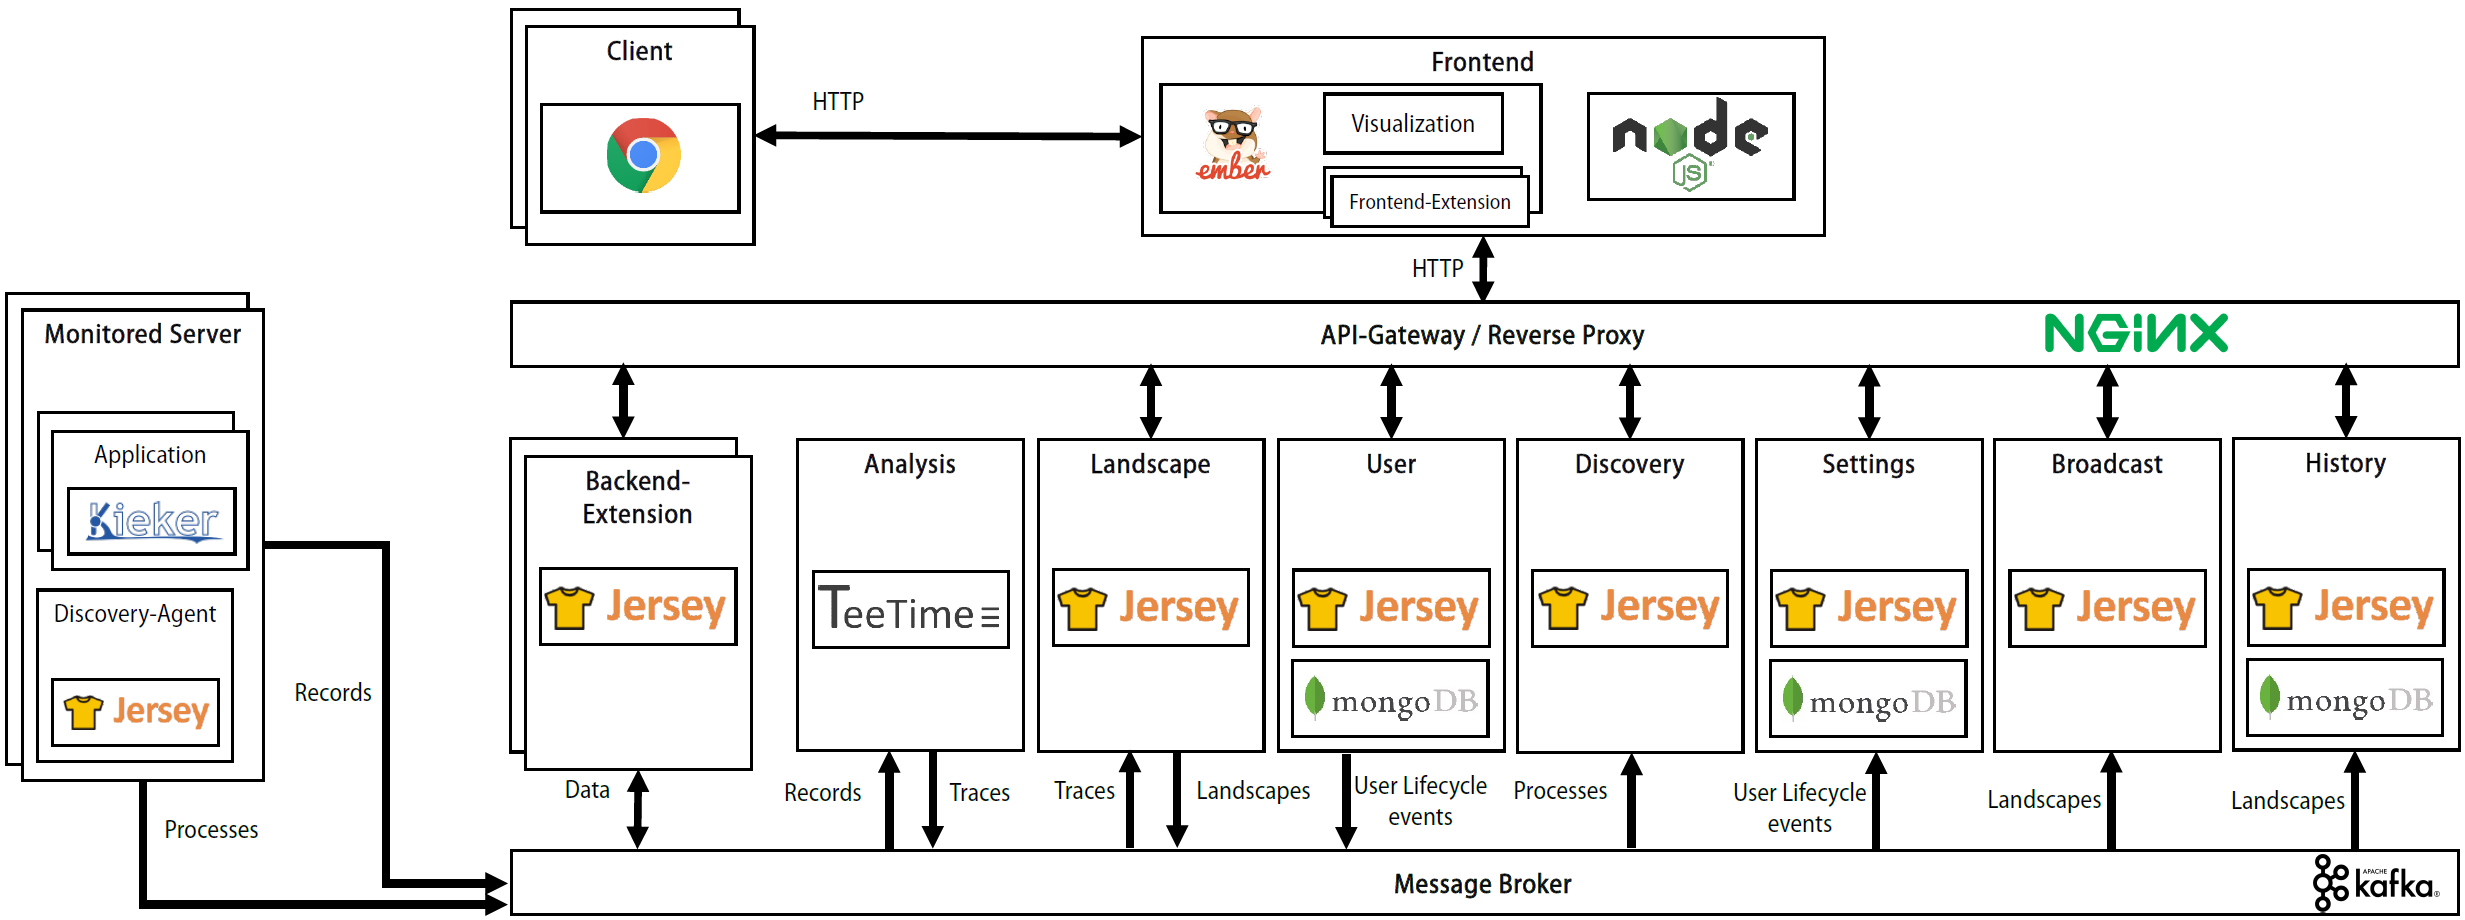 Client
HTTP
Frontend
ember
Visualization
Frontend-Extension
node
JS
HTTP
API-Gateway / Reverse Proxy
NGINX
Monitored Server
Application
Kieker
Discovery-Agent
Jersey
Records
Processes
Backend-
Extension
Jersey
Data
Analysis
TeeTime
Records
Traces
Landscape
Jersey
Traces
Landscapes
User
Jersey
mongoDB
User Lifecycle
events
Discovery
Jersey
Processes
Settings
Jersey
mongoDB
User Lifecycle
events
Broadcast
Jersey
Landscapes
History
Jersey
mongoDB
Landscapes
Message Broker
APACHE
kafka®